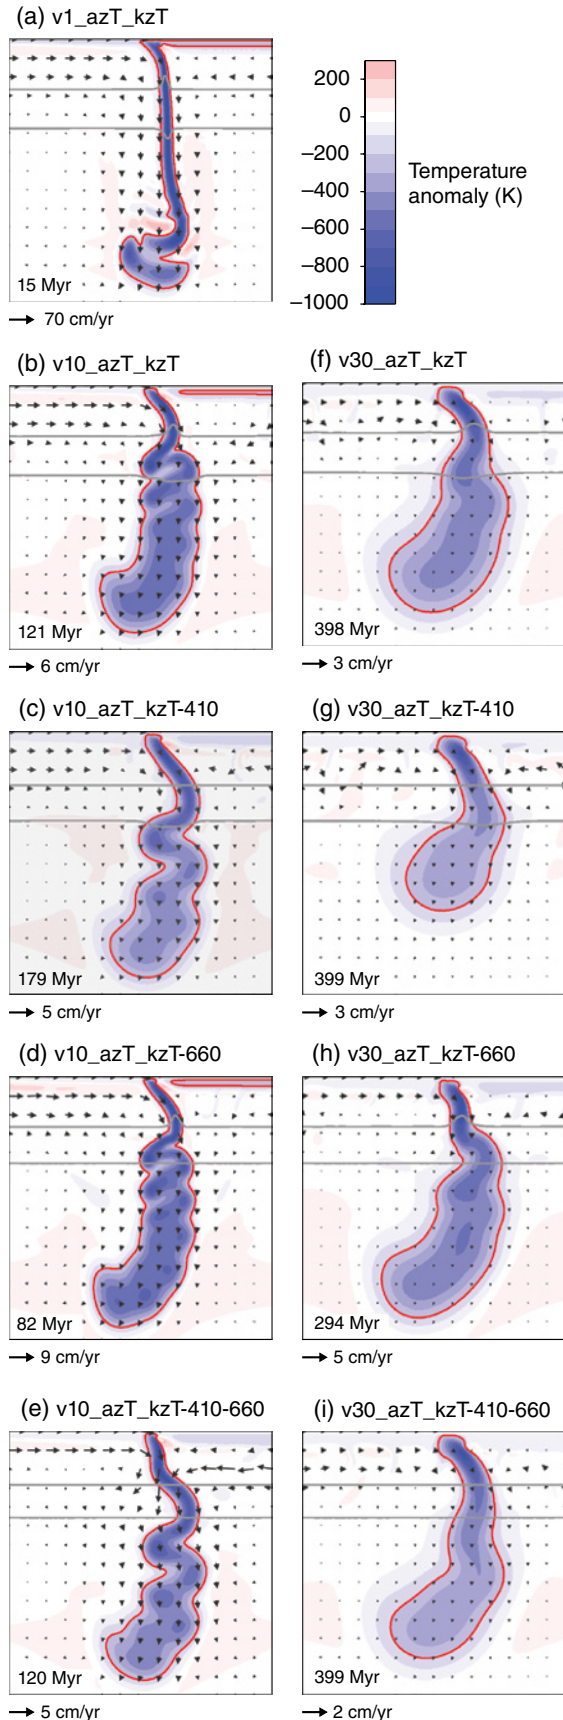 (a) v1_azT_kzT
15 Myr
70 cm/yr
200
0
−200
−400
−600
−800
−1000
Temperature
anomaly (K)
(b) v10_azT_kzT
121 Myr
6 cm/yr
(f) v30_azT_kzT
398 Myr
3 cm/yr
(c) v10_azT_kzT-410
179 Myr
5 cm/yr
(g) v30_azT_kzT-410
399 Myr
3 cm/yr
(d) v10_azT_kzT-660
82 Myr
9 cm/yr
(h) v30_azT_kzT-660
294 Myr
5 cm/yr
(e) v10_azT_kzT-410-660
120 Myr
5 cm/yr
(i) v30_azT_kzT-410-660
399 Myr
2 cm/yr